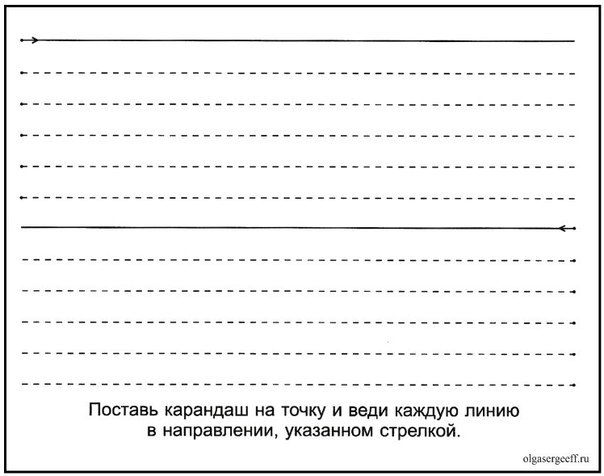 Поставь карандаш на точку и веди каждую линию
в направлении, указанном стрелкой.
olgasergeeff.ru